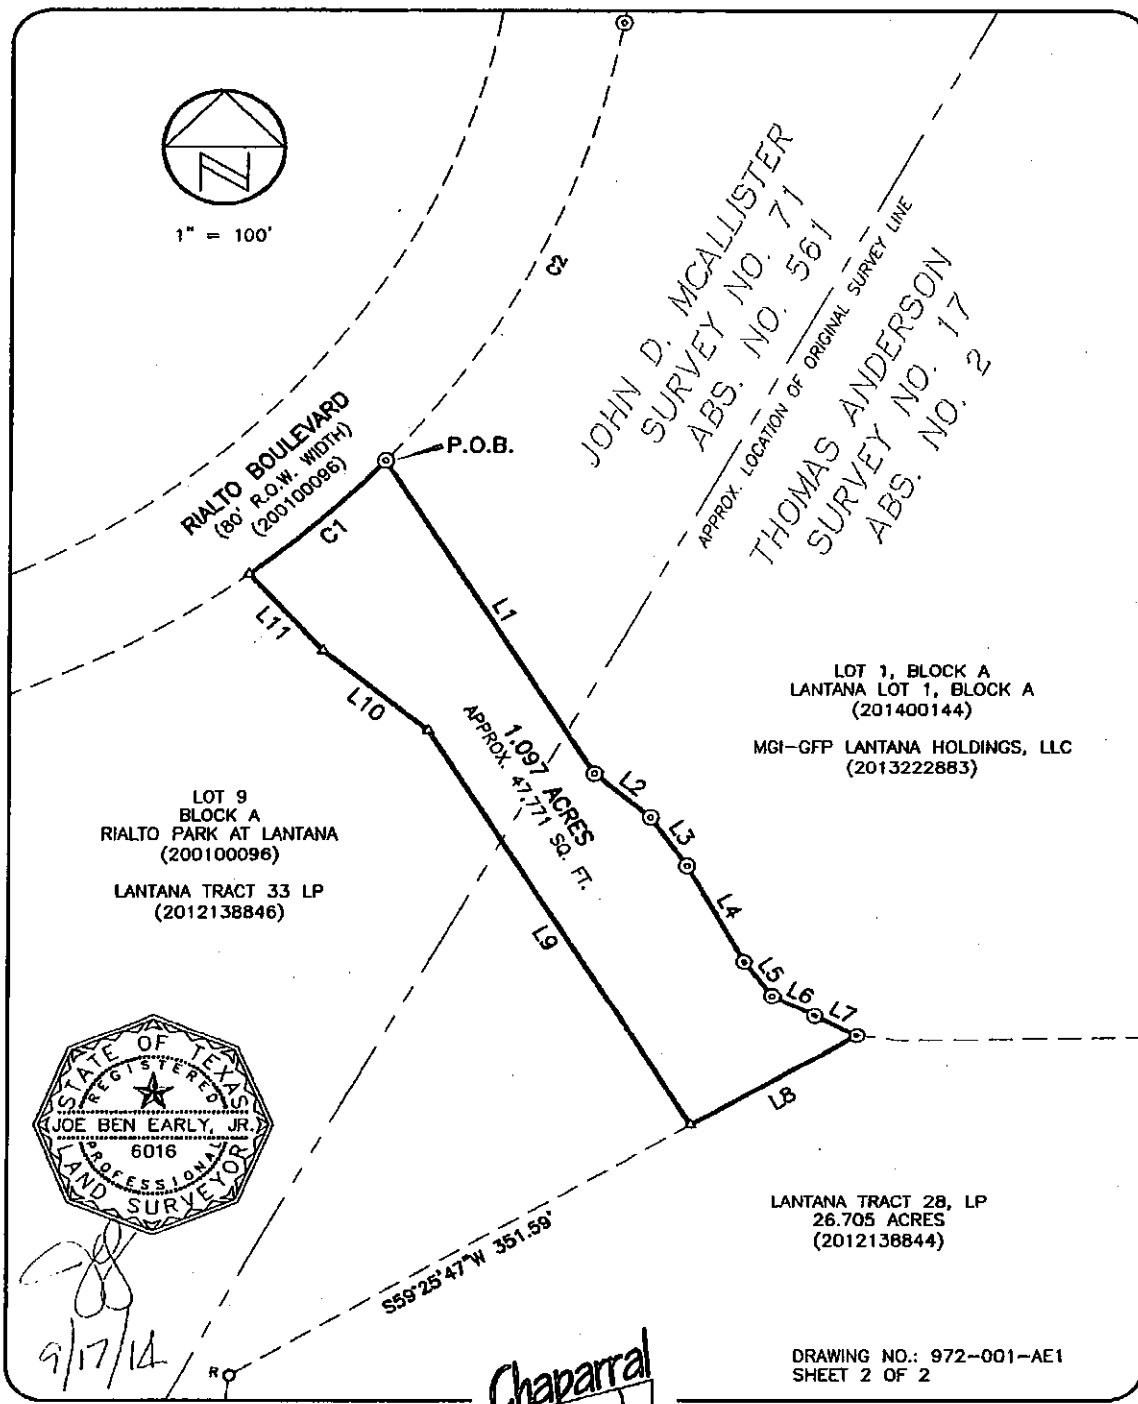 N
1" = 100'
C2
JOHN D. MCALLISTER
SURVEY NO. 71
ABS. NO. 561
APPROX. LOCATION OF ORIGINAL SURVEY LINE
THOMAS ANDERSON
SURVEY NO. 17
ABS. NO. 2
RIALTO BOULEVARD
(80' R.O.W. WIDTH)
(200100096)
P.O.B.
C1
L11
L10
L1
1.097 ACRES
APPROX. 47,771 SQ. FT.
L2
L3
L4
L5
L6
L7
L8
L9
LOT 1, BLOCK A
LANTANA LOT 1, BLOCK A
(201400144)
MGI-GFP LANTANA HOLDINGS, LLC
(2013222883)
LOT 9
BLOCK A
RIALTO PARK AT LANTANA
(200100096)
LANTANA TRACT 33 LP
(2012138846)
STATE OF TEXAS
REGISTERED
JOE BEN EARLY, JR.
6016
PROFESSIONAL
LAND SURVEYOR
9/17/14
S59°25'47"W 351.59'
R
LANTANA TRACT 28, LP
26.705 ACRES
(2012138844)
Chaparral
DRAWING NO.: 972-001-AE1
SHEET 2 OF 2